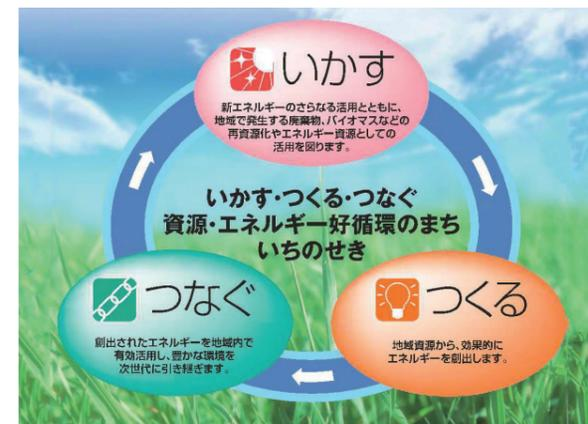 いかす
新エネルギーのさらなる活用とともに、
地域で発生する廃棄物、バイオマスなどの
再資源化やエネルギー資源としての
活用を図ります。
いかす・つくる・つなぐ
資源・エネルギー好循環のまち
いちのせき
つなぐ
創出されたエネルギーを地域内で
有効活用し、豊かな環境を
次世代に引き継ぎます。
つくる
地域資源から、効果的に
エネルギーを創出します。